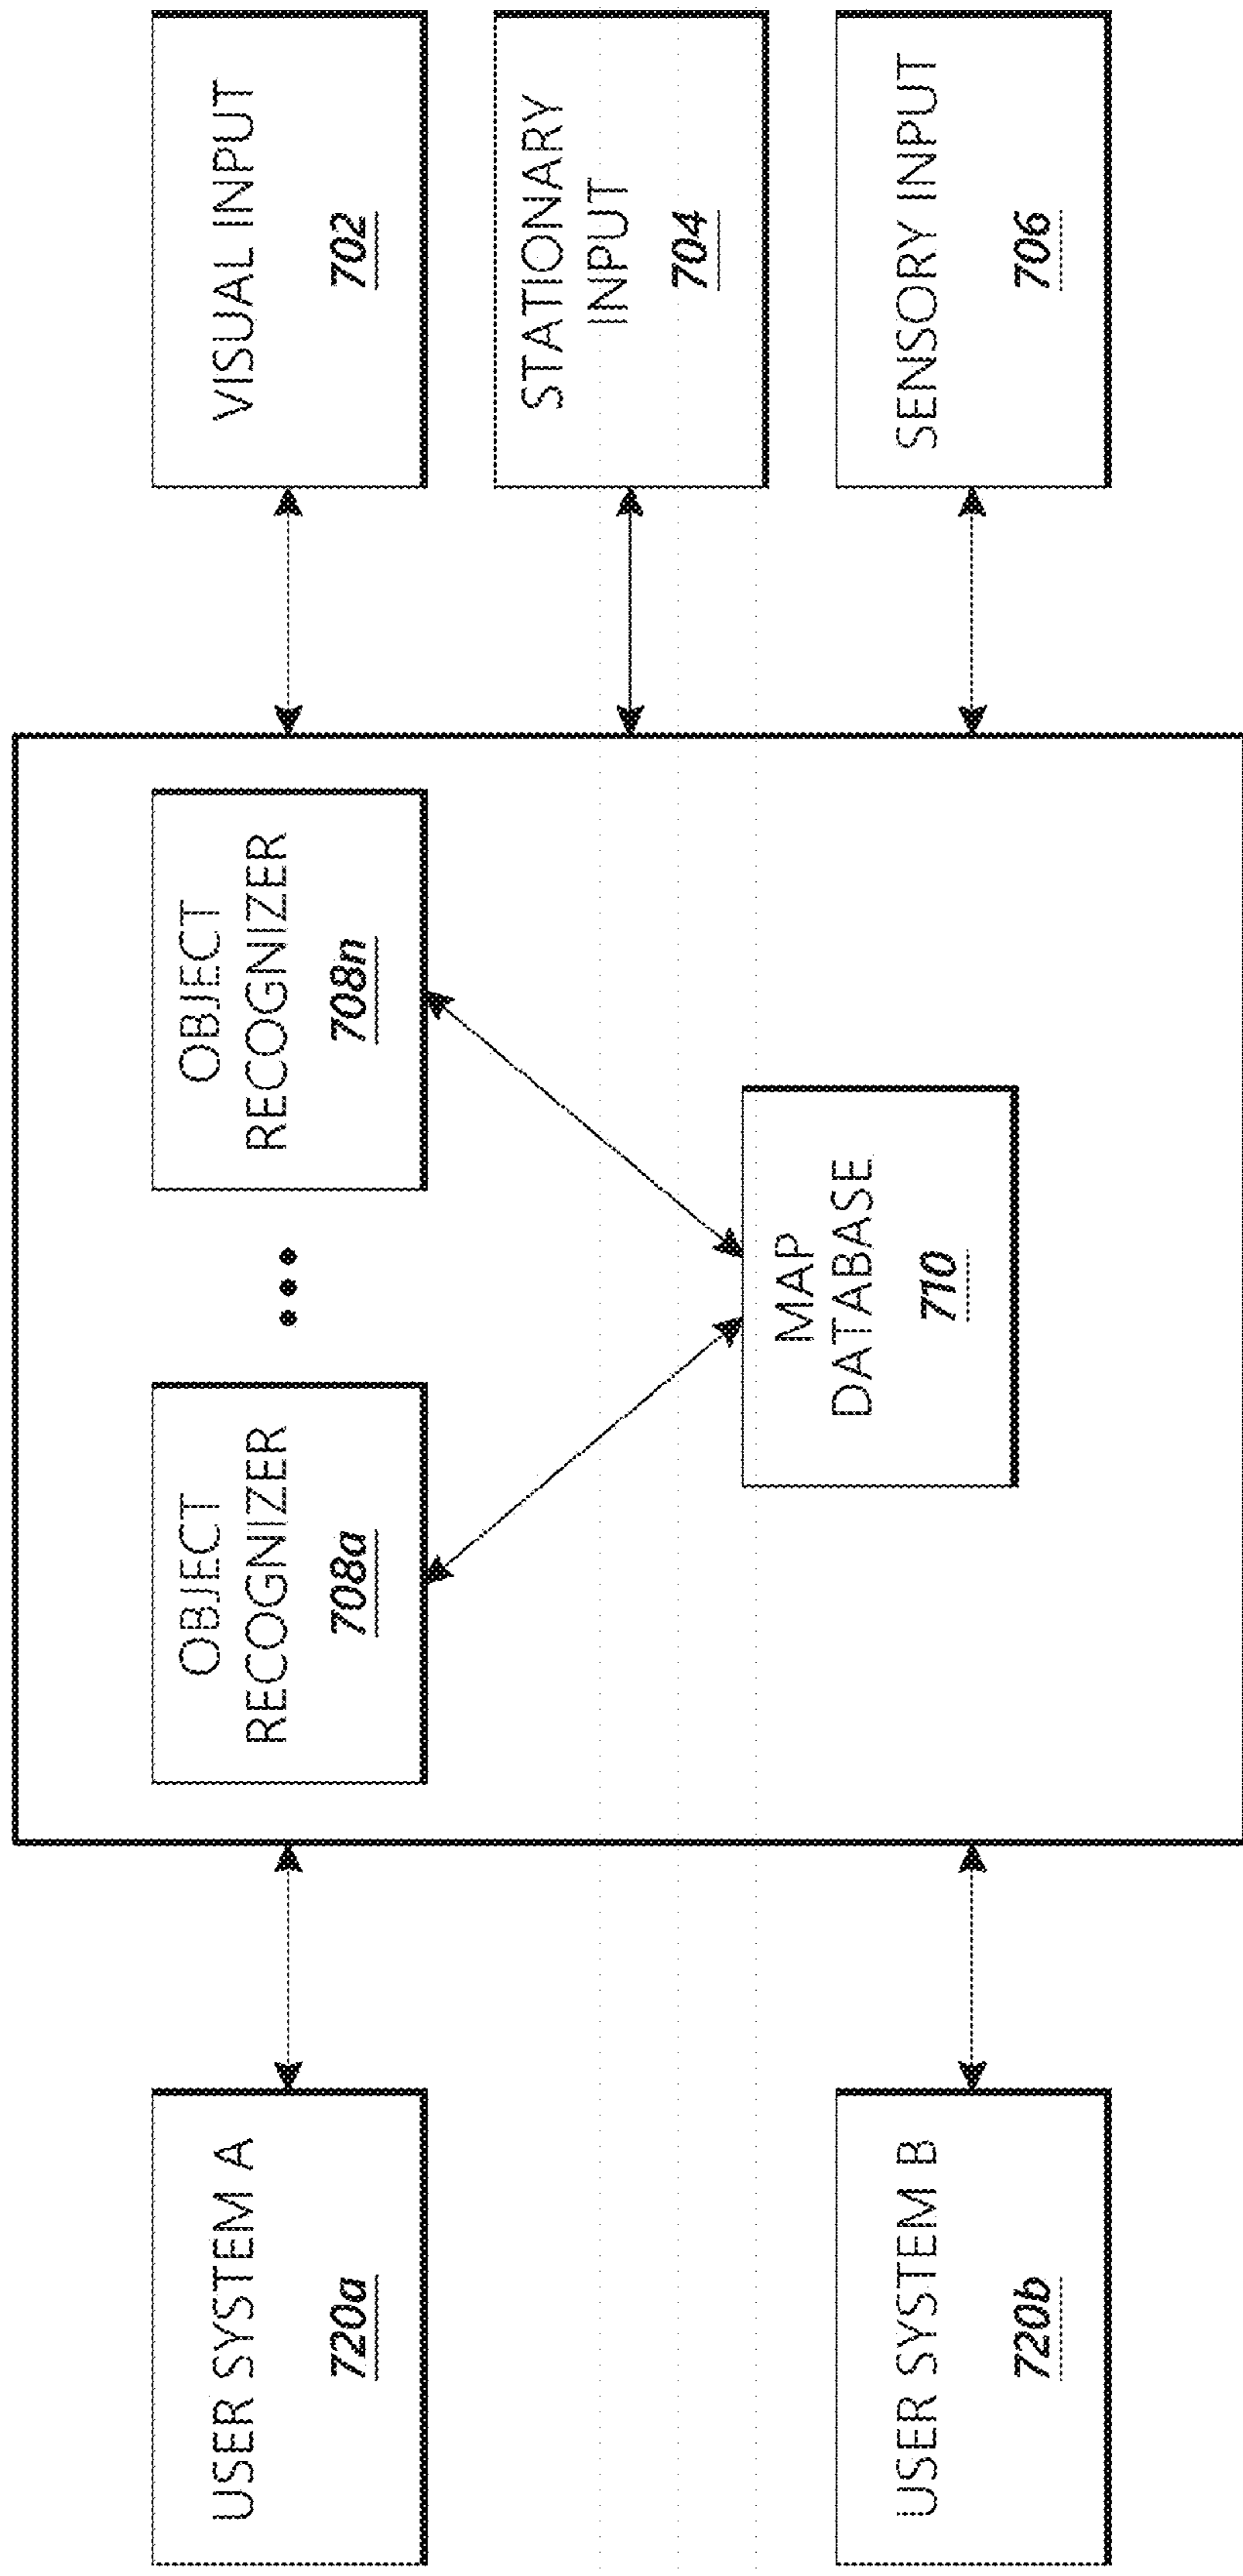 VISUAL INPUT
702
STATIONARY
INPUT
704
SENSORY INPUT
706
OBJECT
RECOGNIZER
708n
OBJECT
RECOGNIZER
708a
MAP
DATABASE
710
USER SYSTEM A
720a
USER SYSTEM B
720b